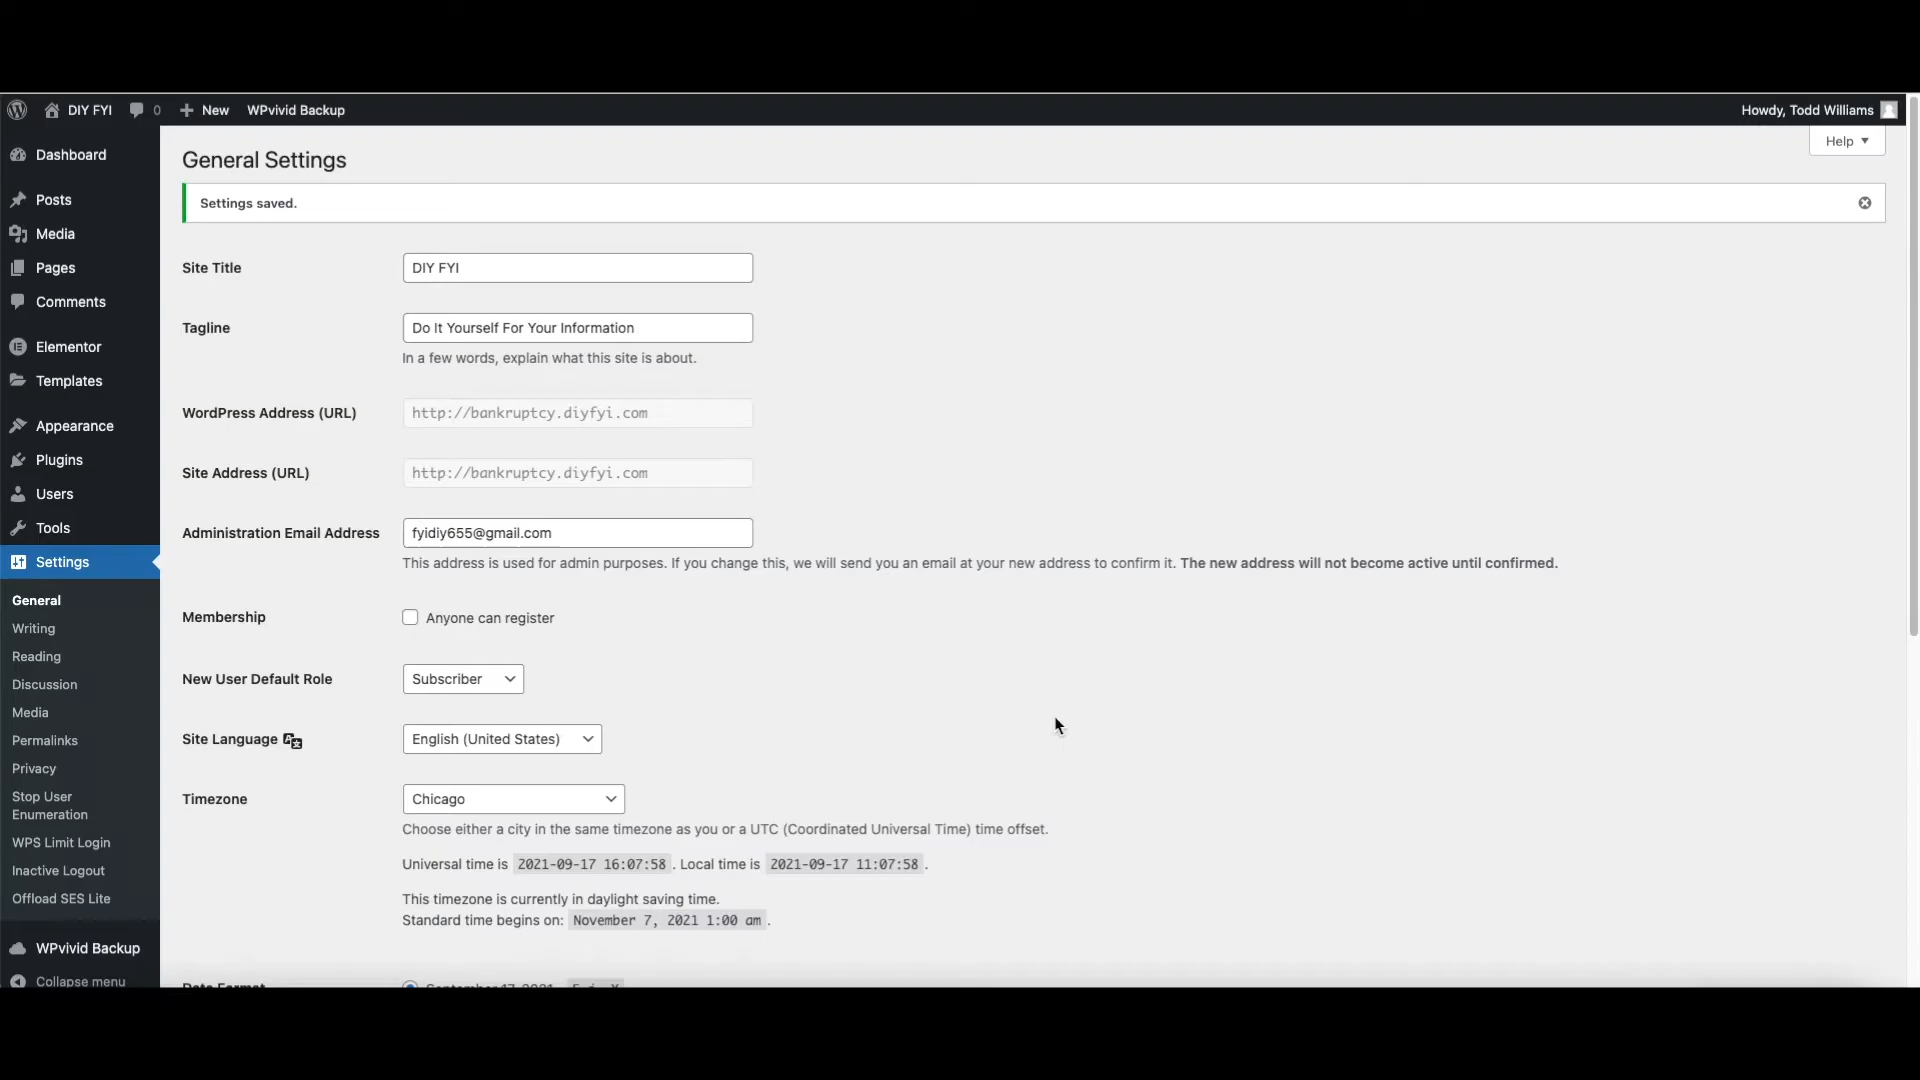 DIY FYI 0 New WPvivid Backup Howdy, Todd Williams
Help
Dashboard
Posts
Media
Pages
Comments
Elementor
Templates
Appearance
Plugins
Users
Tools
Settings
General
Writing
Reading
Discussion
Media
Permalinks
Privacy
Stop User
Enumeration
WPS Limit Login
Inactive Logout
Offload SES Lite
WPvivid Backup
Collapse menu
General Settings
Settings saved.
Site Title DIY FYI
Tagline Do It Yourself For Your Information
In a few words, explain what this site is about.
WordPress Address (URL) http://bankruptcy.diyfyi.com
Site Address (URL) http://bankruptcy.diyfyi.com
Administration Email Address fyidiy655@gmail.com
This address is used for admin purposes. If you change this, we will send you an email at your new address to confirm it. The new address will not become active until confirmed.
Membership Anyone can register
New User Default Role Subscriber
Site Language English (United States)
Timezone Chicago
Choose either a city in the same timezone as you or a UTC (Coordinated Universal Time) time offset.
Universal time is 2021-09-17 16:07:58 . Local time is 2021-09-17 11:07:58 .
This timezone is currently in daylight saving time.
Standard time begins on: November 7, 2021 1:00 am .
Date Format September 17, 2021